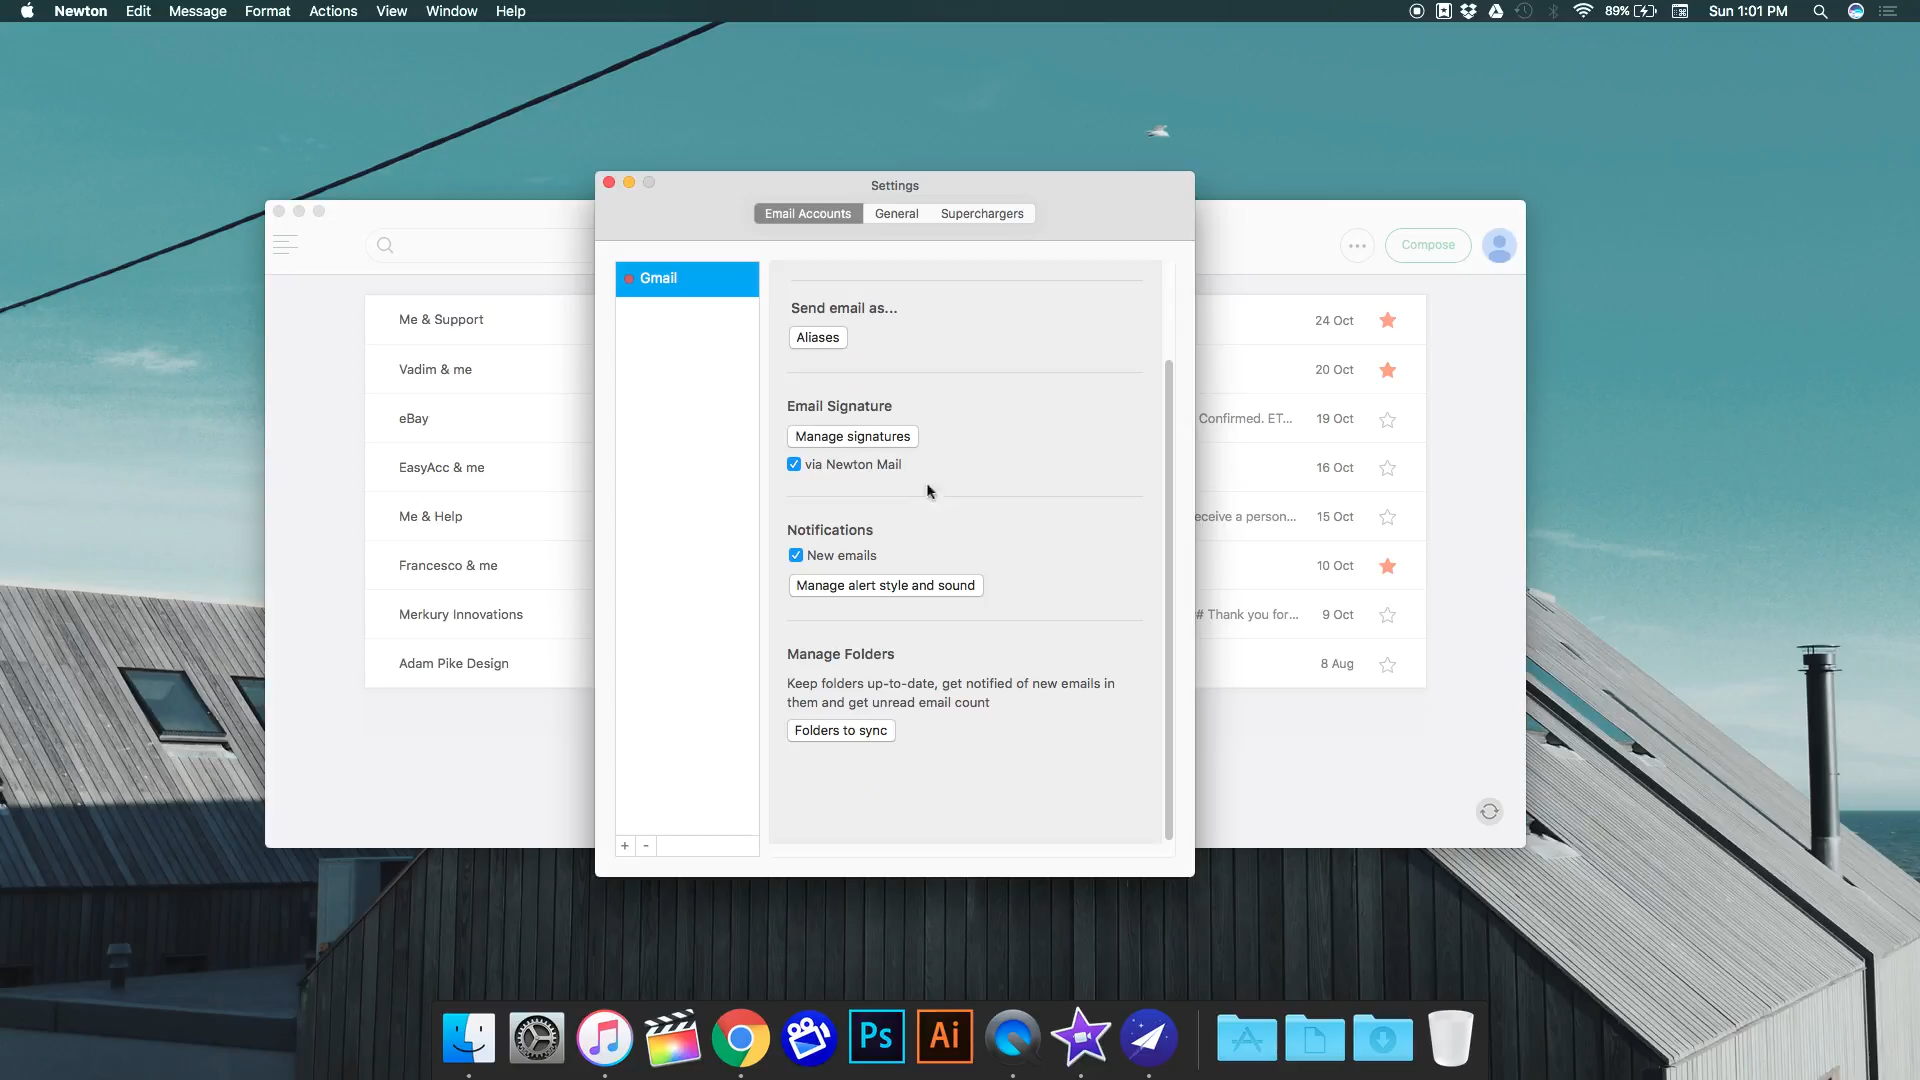 Newton Edit Message Format Actions View Window Help 89% Sun 1:01 PM
Settings
Email Accounts General Superchargers
Compose
Gmail
Send email as...
Aliases
Email Signature
Manage signatures
via Newton Mail
Notifications
New emails
Manage alert style and sound
Manage Folders
Keep folders up-to-date, get notified of new emails in
them and get unread email count
Folders to sync
+ -
Me & Support 24 Oct
Vadim & me 20 Oct
eBay Confirmed. ET... 19 Oct
EasyAcc & me 16 Oct
Me & Help eceive a person... 15 Oct
Francesco & me 10 Oct
Merkury Innovations # Thank you for... 9 Oct
Adam Pike Design 8 Aug
Ps Ai